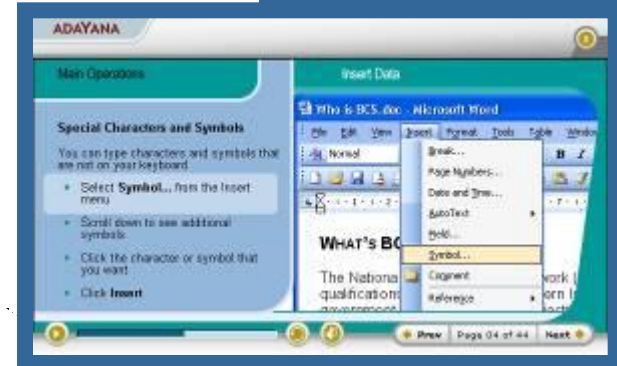 ADAYANA
Main Operations
Insert Data
Special Characters and Symbols
You can type characters and symbols that
are not on your keyboard
Select Symbol... from the Insert
menu
Scroll down to see additional
symbols
Click the character or symbol that
you want
Click Insert
Who is BCS.doc - Microsoft Word
File Edit View Insert Format Tools Table Window
Normal
B I
Break...
Page Numbers...
Date and Time...
AutoText
Field...
Symbol...
Comment
Reference
WHAT'S BC
The Nationa
qualification
Prev Page 04 of 44 Next